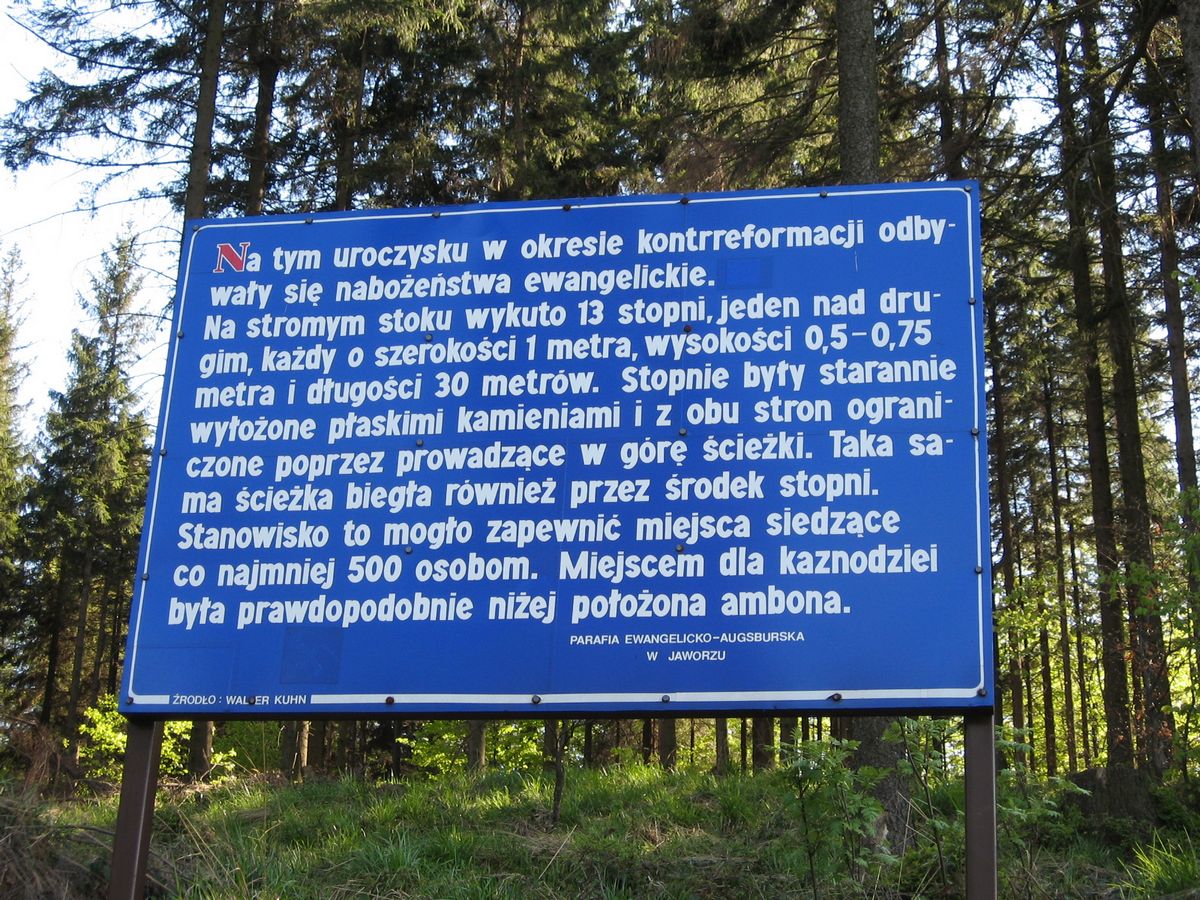 Na tym uroczysku w okresie kontrreformacji odby-
wały się nabożeństwa ewangelickie.
Na stromym stoku wykuto 13 stopni, jeden nad dru-
gim, każdy o szerokości 1 metra, wysokości 0,5–0,75
metra i długości 30 metrów. Stopnie były starannie
wyłożone płaskimi kamieniami i z obu stron ograni-
czone poprzez prowadzące w górę ścieżki. Taka sa-
ma ścieżka biegła również przez środek stopni.
Stanowisko to mogło zapewnić miejsca siedzące
co najmniej 500 osobom. Miejscem dla kaznodziei
była prawdopodobnie niżej położona ambona.
PARAFIA EWANGELICKO-AUGSBURSKA
W JAWORZU
ŹRODŁO: WALTER KUHN